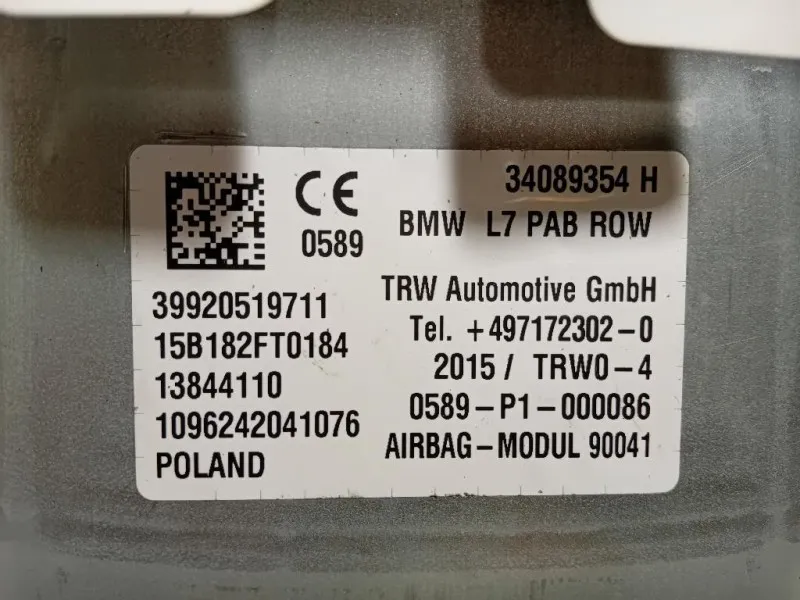 34089354 H
CE
0589
BMW L7 PAB ROW
39920519711
15B182FT0184
13844110
1096242041076
POLAND
TRW Automotive GmbH
Tel. +497172302-0
2015 / TRW0-4
0589-P1-000086
AIRBAG-MODUL 90041